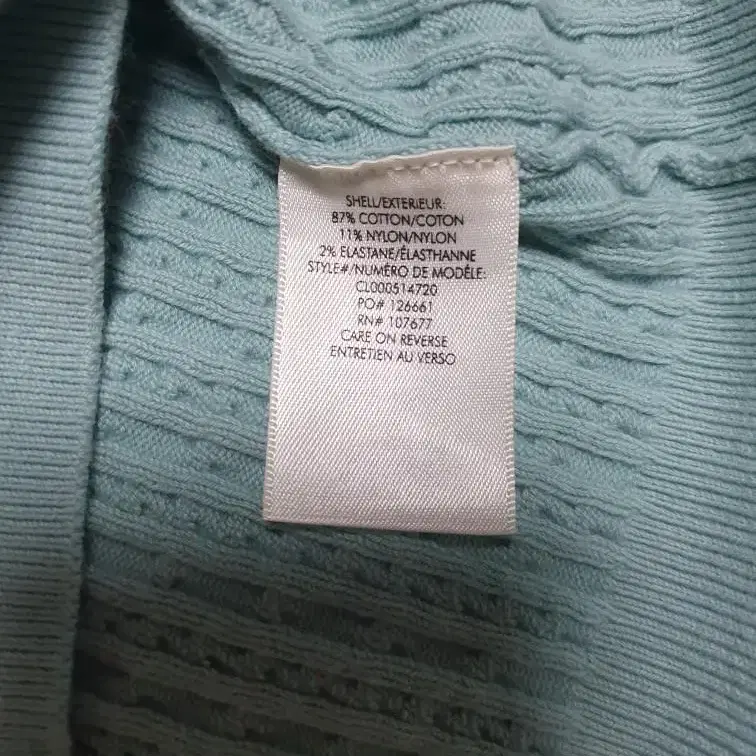 SHELL/EXTERIEUR:
87% COTTON/COTON
11% NYLON/NYLON
2% ELASTANE/ÉLASTHANNE
STYLE#/NUMÉRO DE MODÈLE:
CL000514720
PO# 126661
RN# 107677
CARE ON REVERSE
ENTRETIEN AU VERSO